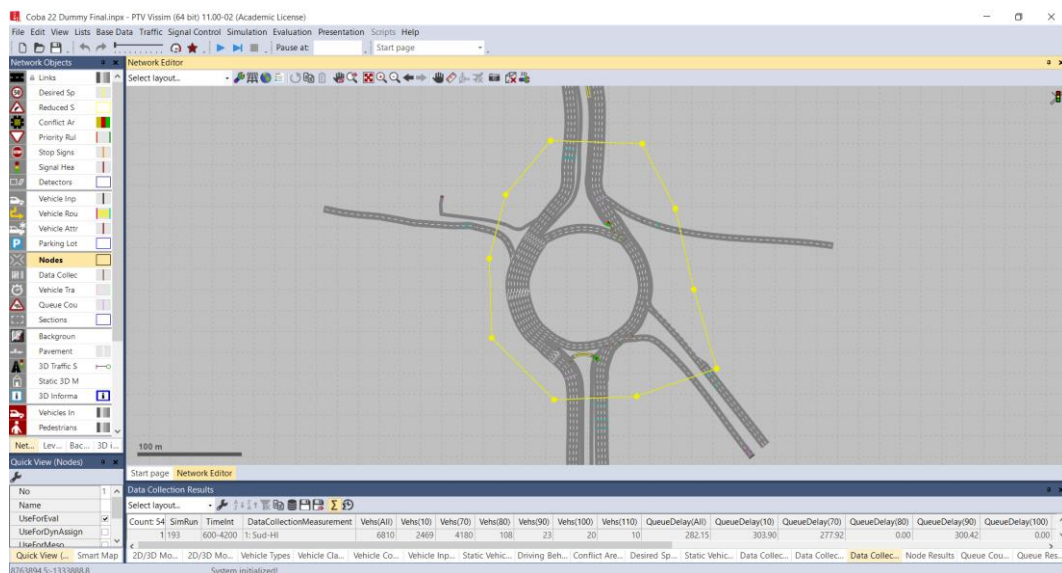 Coba 22 Dummy Final.inpx - PTV Vissim (64 bit) 11.00-02 (Academic License)
File Edit View Lists Base Data Traffic Signal Control Simulation Evaluation Presentation Scripts Help
Pause at: Start page
Network Objects
Network Editor
Select layout...
Links
Desired Sp
Reduced S
Conflict Ar
Priority Rul
Stop Signs
Signal Hea
Detectors
Vehicle Inp
Vehicle Rou
Vehicle Attr
Parking Lot
Nodes
Data Collec
Vehicle Tra
Queue Cou
Sections
Backgroun
Pavement
3D Traffic S
Static 3D M
3D Informa
Vehicles In
Pedestrians
Net... Lev... Bac... 3D i...
100 m
Start page Network Editor
Quick View (Nodes)
No 1
Name
UseForEval
UseForDynAssign
UseForMeso
Quick View (... Smart Map
Data Collection Results
Select layout...
Count: 54 SimRun TimeInt DataCollectionMeasurement Vehs(All) Vehs(10) Vehs(70) Vehs(80) Vehs(90) Vehs(100) Vehs(110) QueueDelay(All) QueueDelay(10) QueueDelay(70) QueueDelay(80) QueueDelay(90) QueueDelay(100)
1 193 600-4200 1: Sud-HI 6810 2469 4180 108 23 20 10 282.15 303.90 277.92 0.00 300.42 0.00
2D/3D Mo... 2D/3D Mo... Vehicle Types Vehicle Cla... Vehicle Co... Vehicle Inp... Static Vehic... Driving Beh... Conflict Are... Desired Sp... Static Vehic... Data Collec... Data Collec... Data Collec... Node Results Queue Cou... Queue Res...
8763894.5:-1333888.8 System initialized!